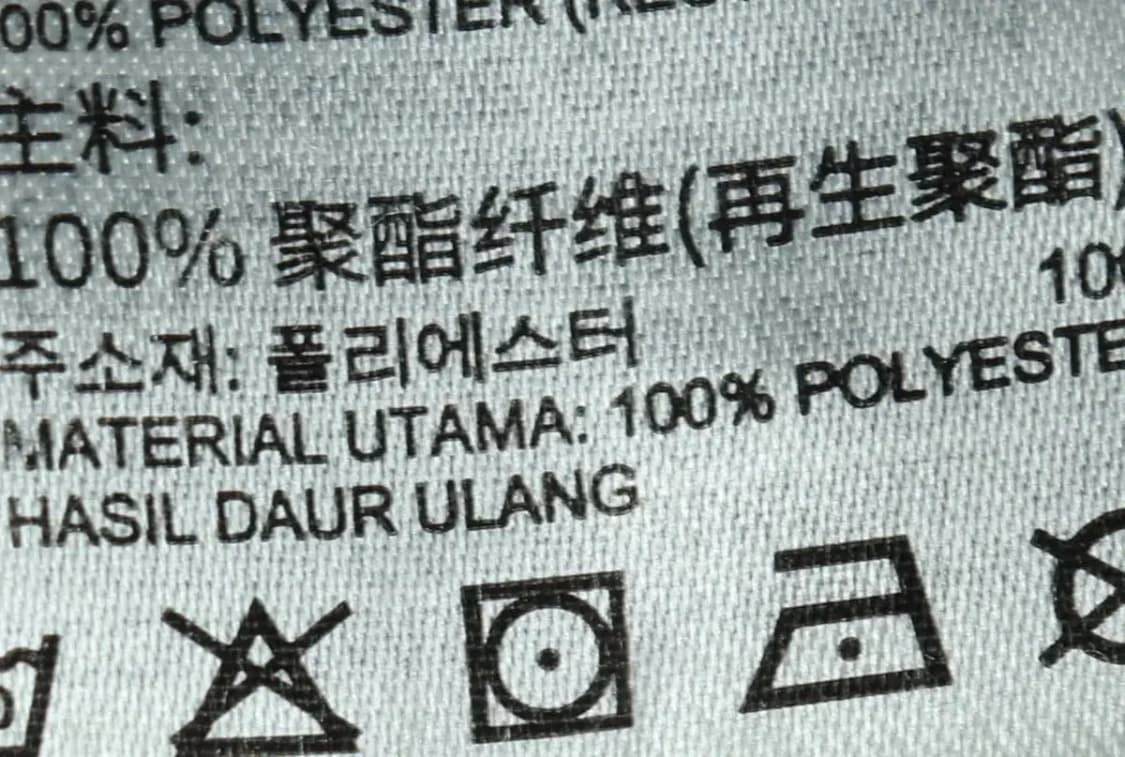 00% POLYESTER
主料:
100% 聚酯纤维(再生聚酯)
주소재: 폴리에스터
MATERIAL UTAMA: 100% POLYESTE
HASIL DAUR ULANG